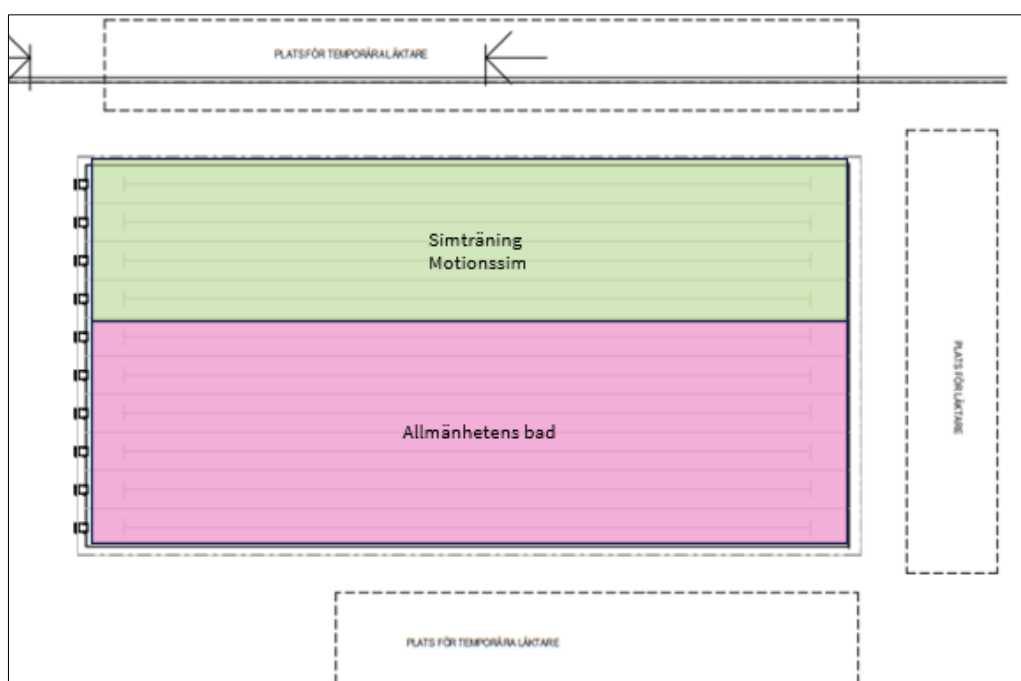 PLATS FÖR TEMPORÄRA LÄKTARE
Simträning
Motionssim
PLATS FÖR LÄKTARE
Allmänhetens bad
PLATS FÖR TEMPORÄRA LÄKTARE